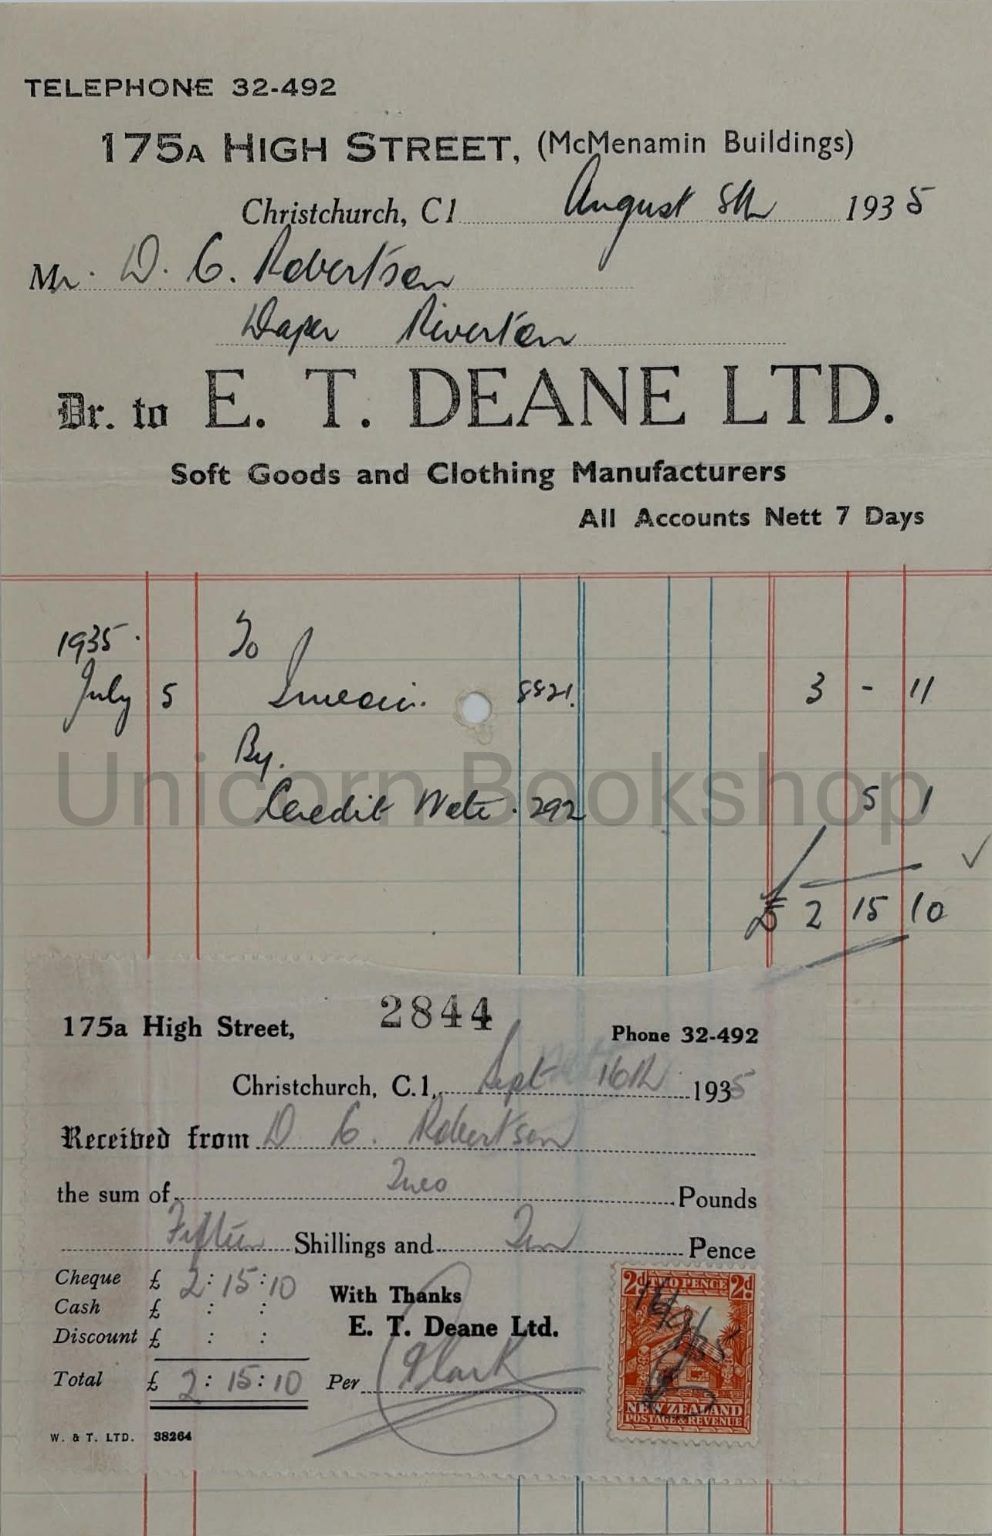 TELEPHONE 32-492
175A HIGH STREET, (McMenamin Buildings)
Christchurch, C1 August 8th 1935
Mr. D. C. Robertson
Draper Riverton
Dr. to E. T. DEANE LTD.
Soft Goods and Clothing Manufacturers
All Accounts Nett 7 Days
1935. To
July 5 Invoice. 8821. 3 - 11
By.
Credit Note. 292 5 1
£ 2 15 10
Unicorn Bookshop
175a High Street, 2844 Phone 32-492
Christchurch, C.1, Sept 16th 1935
Received from D C. Robertson
the sum of Two Pounds
Fifteen Shillings and Ten Pence
Cheque £ 2:15:10 With Thanks
Cash £ : : E. T. Deane Ltd.
Discount £ : :
Total £ 2:15:10 Per
W. & T. LTD. 38264
2d TWO PENCE 2d
NEW ZEALAND
POSTAGE & REVENUE